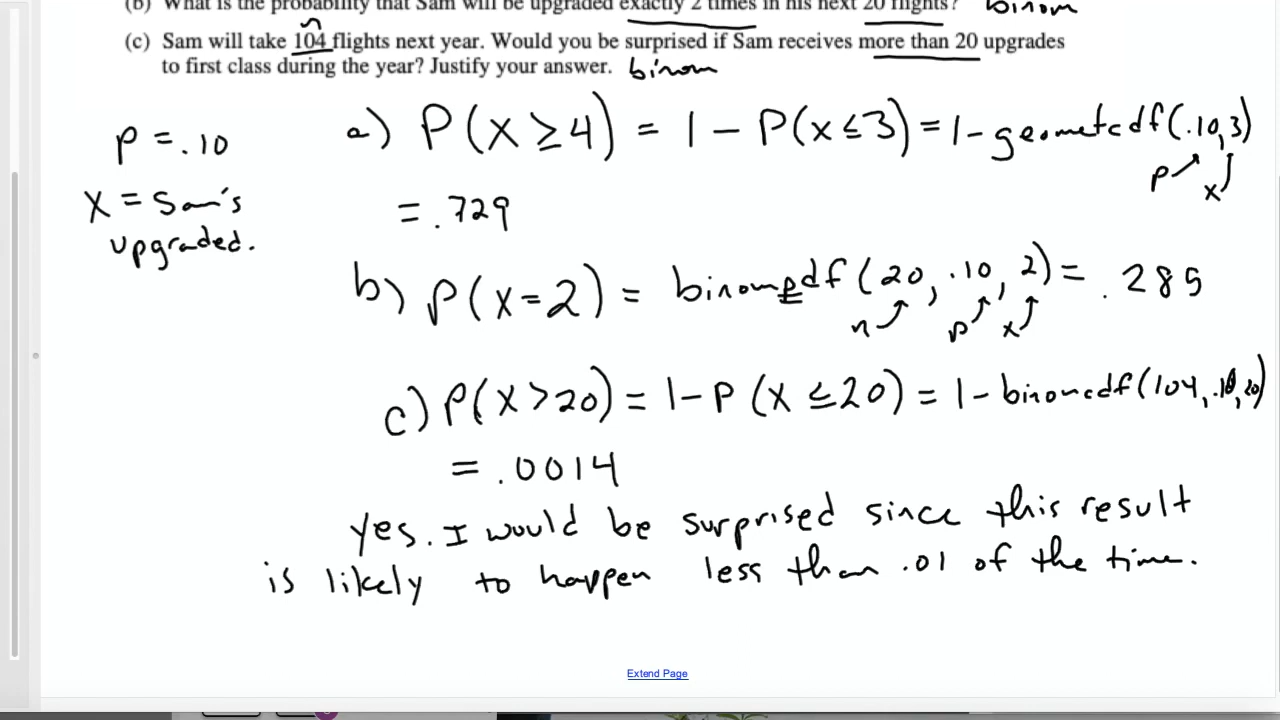 (b) What is the probability that Sam will be upgraded exactly 2 times in his next 20 flights? binom
n
(c) Sam will take 104 flights next year. Would you be surprised if Sam receives more than 20 upgrades
to first class during the year? Justify your answer. binom
p = .10
x = Sam's
upgraded.
a) P(x ≥ 4) = 1 - P(x ≤ 3) = 1 - geometcdf(.10, 3)
p x
= .729
b) P(x = 2) = binompdf(20, .10, 2) = .285
n p x
c) P(x > 20) = 1 - P(x ≤ 20) = 1 - binomcdf(104, .10, 20)
= .0014
yes. I would be surprised since this result
is likely to happen less than .01 of the time.
Extend Page